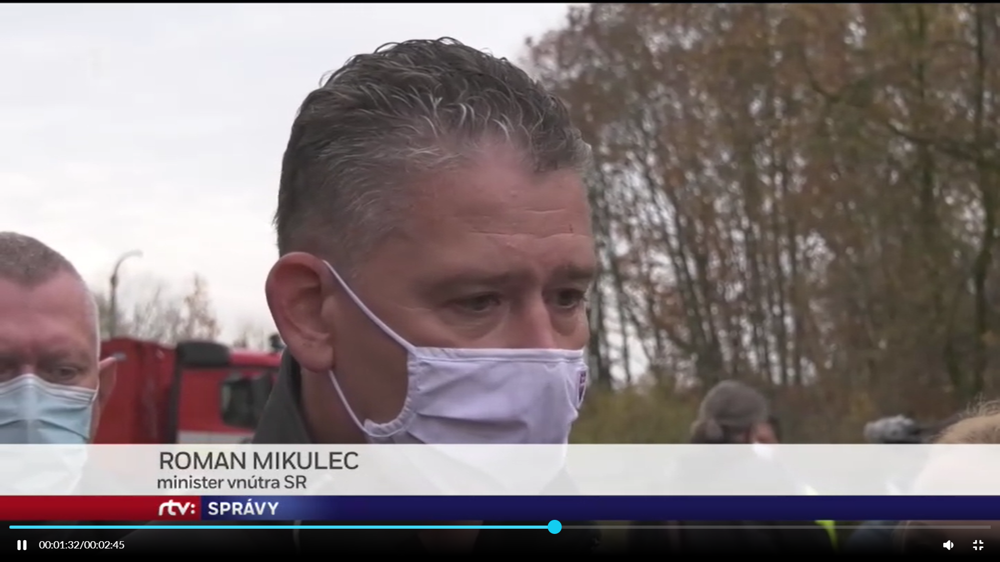 ROMAN MIKULEC
minister vnútra SR
rtv: SPRÁVY
00:01:32/00:02:45